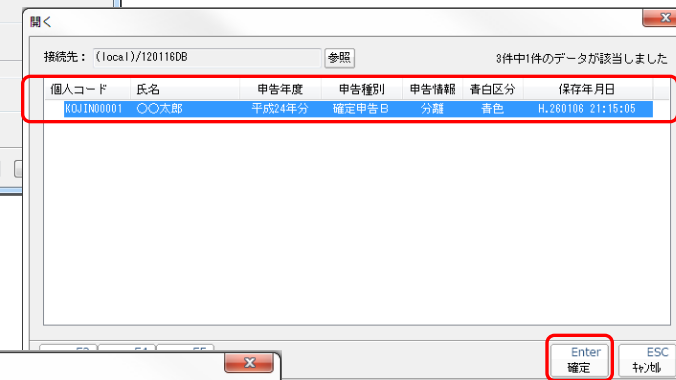 開く
接続先： (local)/120116DB 参照 3件中1件のデータが該当しました
個人コード 氏名 申告年度 申告種別 申告情報 青白区分 保存年月日
KOJIN00001 〇〇太郎 平成24年分 確定申告B 分離 青色 H.260106 21:15:05
Enter ESC
確定 ｷｬﾝｾﾙ